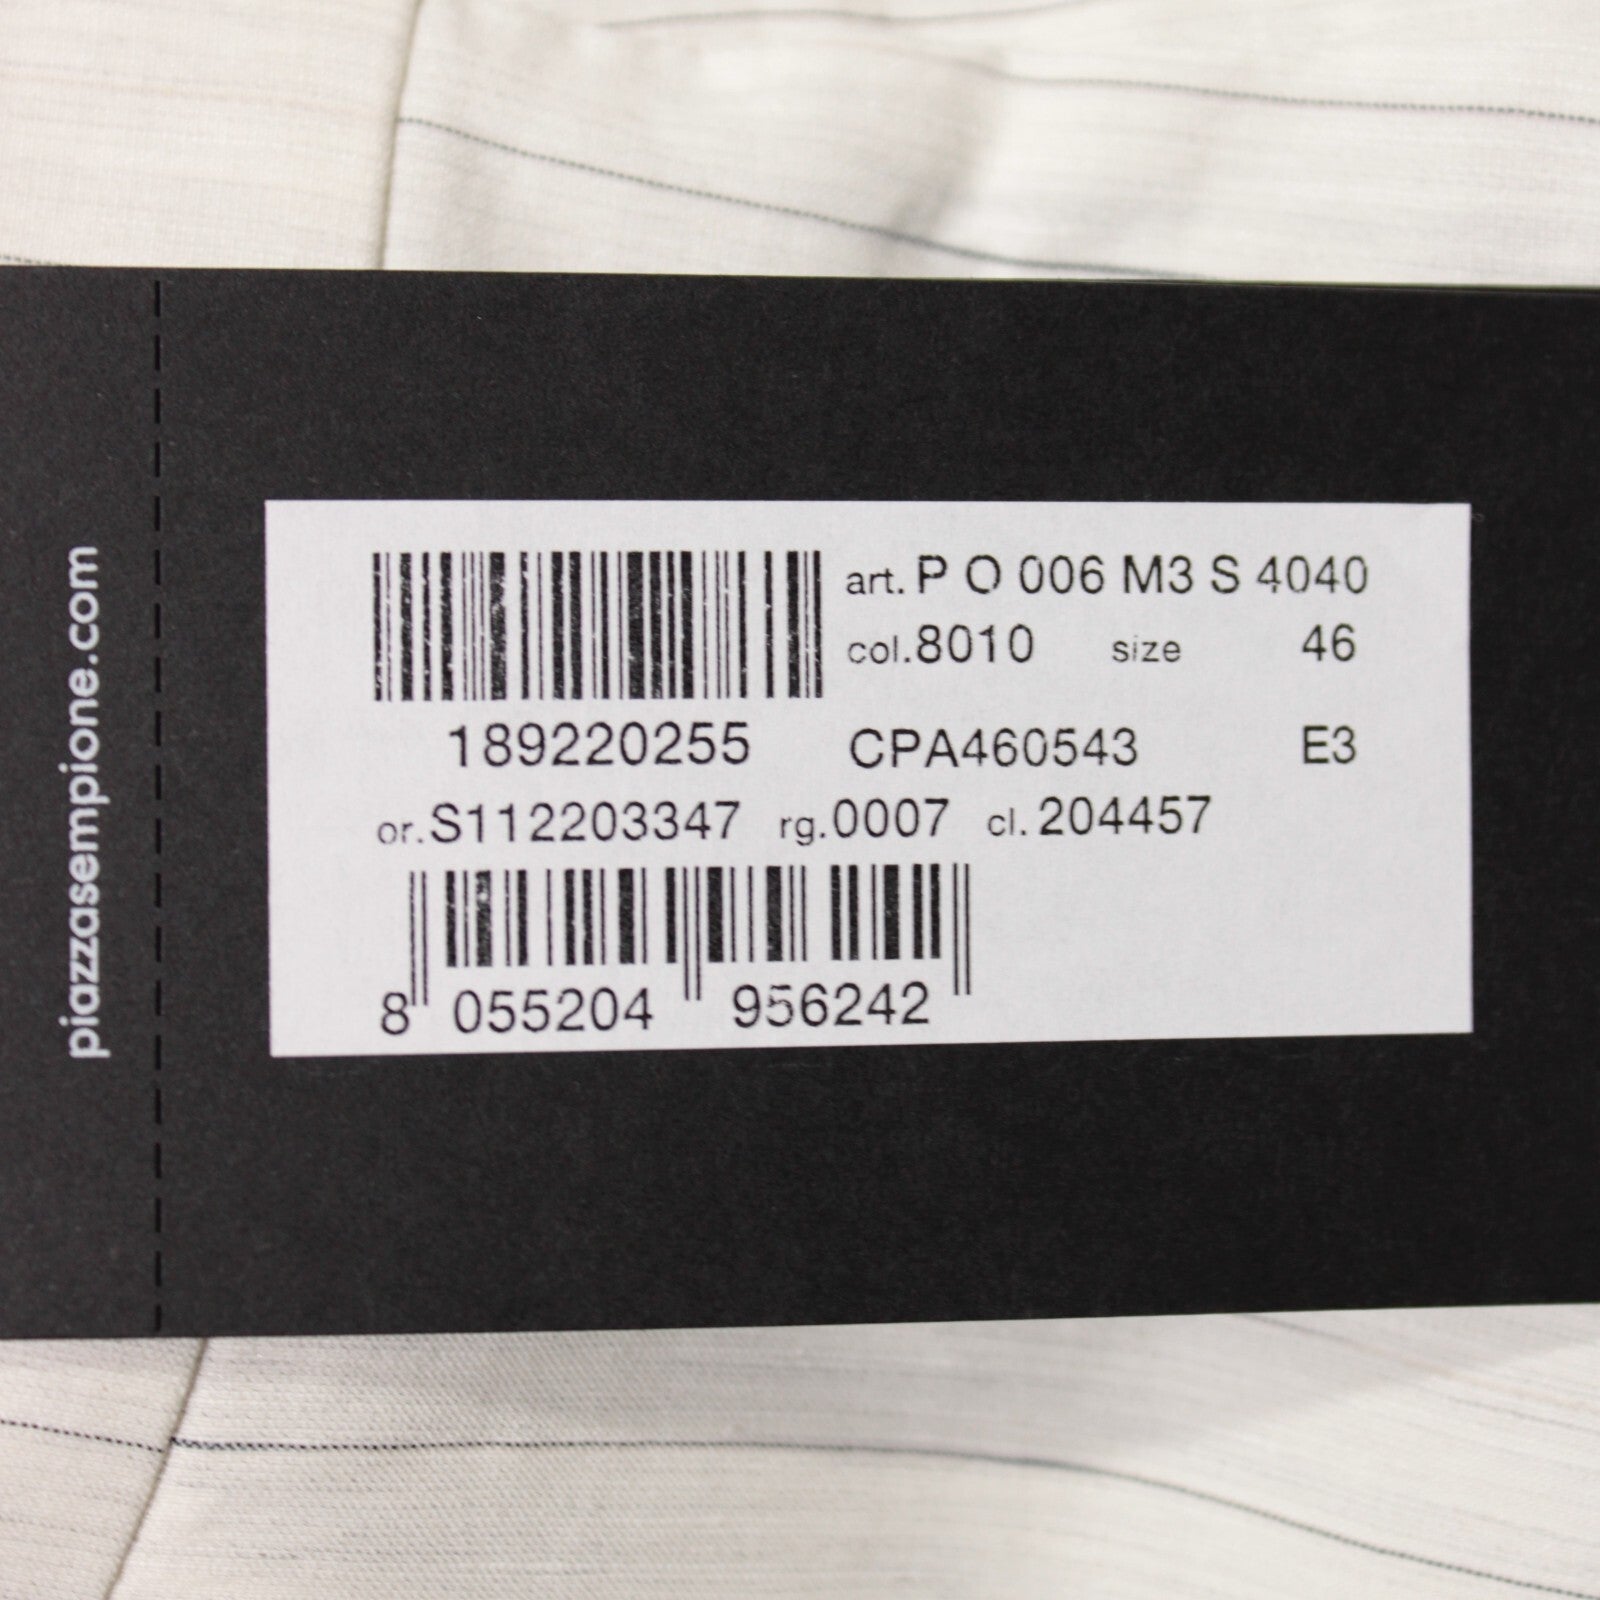 piazzasempione.com
art. P O 006 M3 S 4040
col.8010 size 46
189220255 CPA460543 E3
or.S112203347 rg.0007 cl.204457
8 055204 956242